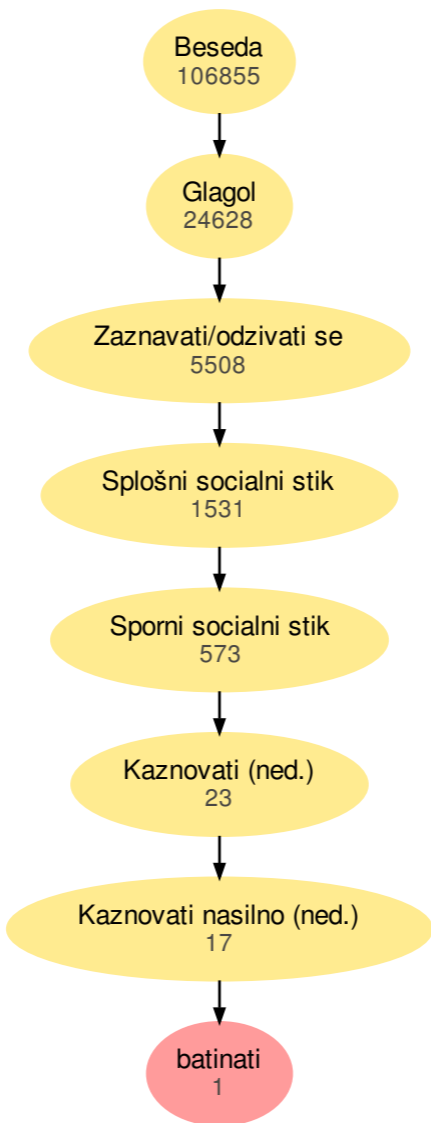 Beseda
106855
Glagol
24628
Zaznavati/odzivati se
5508
Splošni socialni stik
1531
Sporni socialni stik
573
Kaznovati (ned.)
23
Kaznovati nasilno (ned.)
17
batinati
1